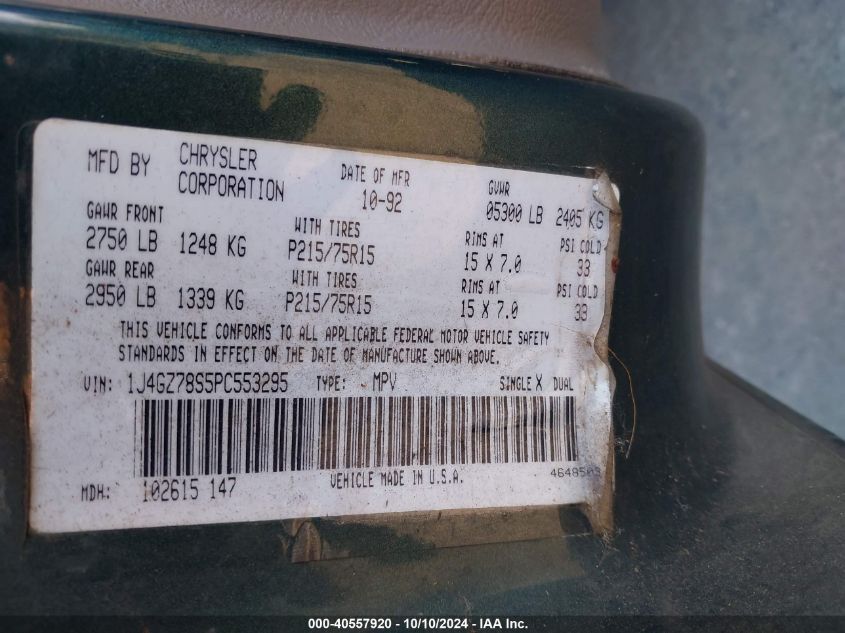 MFD BY CHRYSLER CORPORATION DATE OF MFR 10-92 GVWR 05300 LB 2405 KG
GAWR FRONT WITH TIRES RIMS AT PSI COLD
2750 LB 1248 KG P215/75R15 15 X 7.0 33
GAWR REAR WITH TIRES RIMS AT PSI COLD
2950 LB 1339 KG P215/75R15 15 X 7.0 33
THIS VEHICLE CONFORMS TO ALL APPLICABLE FEDERAL MOTOR VEHICLE SAFETY
STANDARDS IN EFFECT ON THE DATE OF MANUFACTURE SHOWN ABOVE.
VIN: 1J4GZ78S5PC553295 TYPE: MPV SINGLE X DUAL
MDH: 102615 147 VEHICLE MADE IN U.S.A.
000-40557920 / 10/10/2024 - IAA Inc.